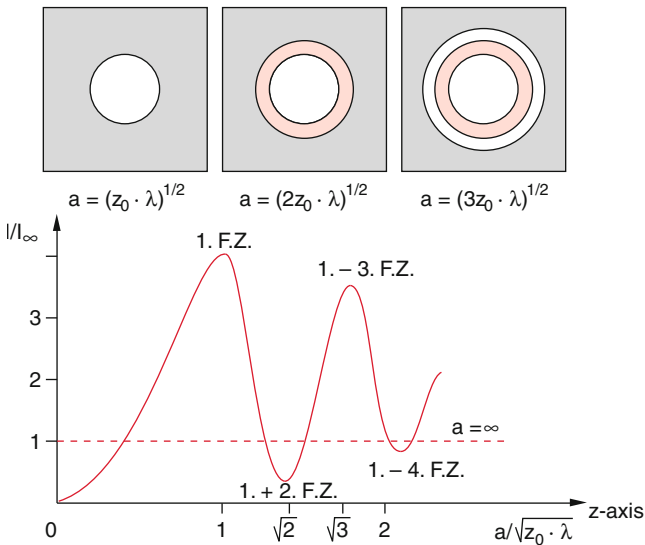 a = (z₀ · λ)^1/2 a = (2z₀ · λ)^1/2 a = (3z₀ · λ)^1/2
I/I∞
1. F.Z.
1. – 3. F.Z.
3
2
a = ∞
1
1. – 4. F.Z.
1. + 2. F.Z.
z-axis
0 1 √2 √3 2 a/√z₀ · λ